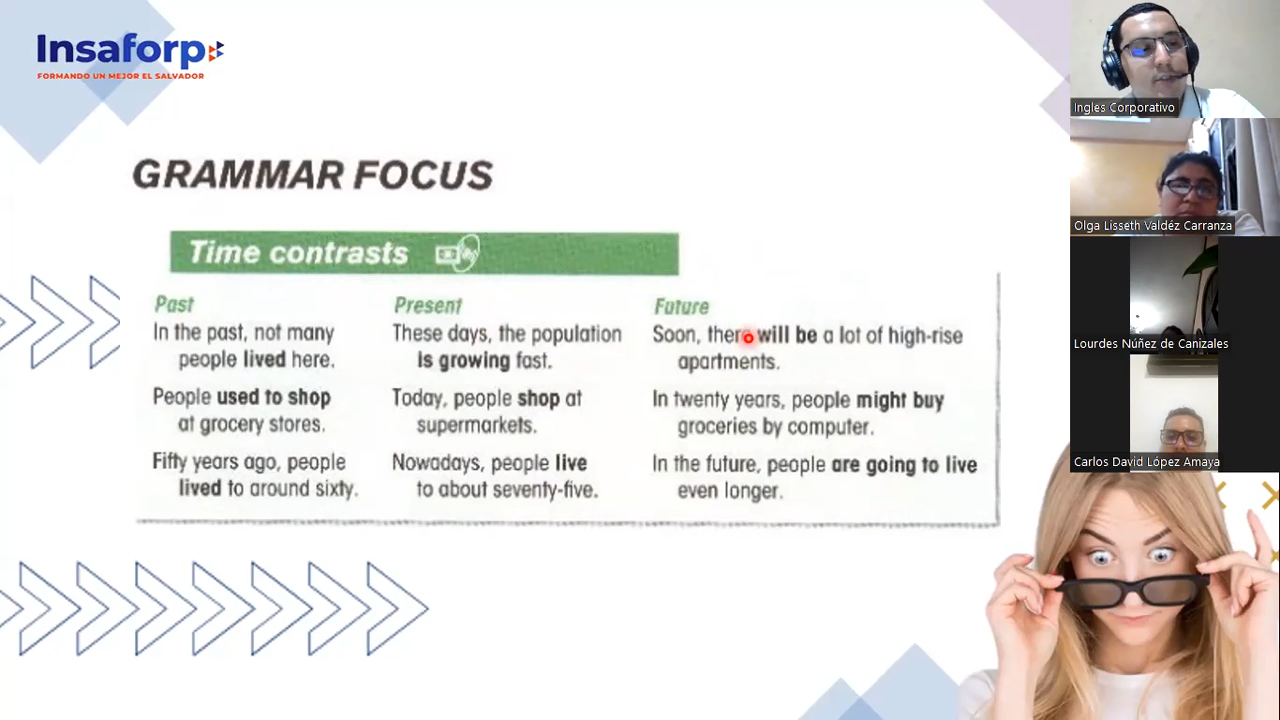 Insaforp
FORMANDO UN MEJOR EL SALVADOR
GRAMMAR FOCUS
Time contrasts
Past
In the past, not many
people lived here.
People used to shop
at grocery stores.
Fifty years ago, people
lived to around sixty.
Present
These days, the population
is growing fast.
Today, people shop at
supermarkets.
Nowadays, people live
to about seventy-five.
Future
Soon, there will be a lot of high-rise
apartments.
In twenty years, people might buy
groceries by computer.
In the future, people are going to live
even longer.
Ingles Corporativo
Olga Lisseth Valdéz Carranza
Lourdes Núñez de Canizales
Carlos David López Amaya